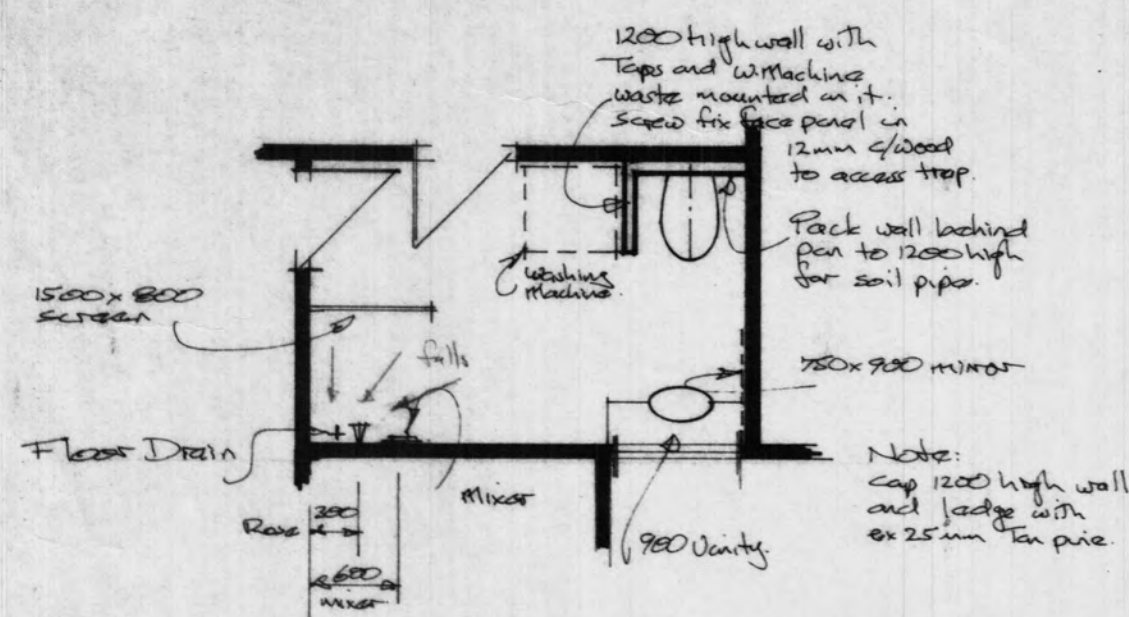 1200 high wall with
Taps and W.Machine
waste mounted on it.
screw fix face panel in
12mm c/wood
to access trap.
Pack wall behind
pan to 1200 high
for soil pipe.
washing
machine.
1500 x 800
screen
falls
750 x 900 mirror
Floor Drain
Mixer
Note:
cap 1200 high wall
and ledge with
ex 25mm Tan pine.
Rose
300
900 Vanity.
600
mixer